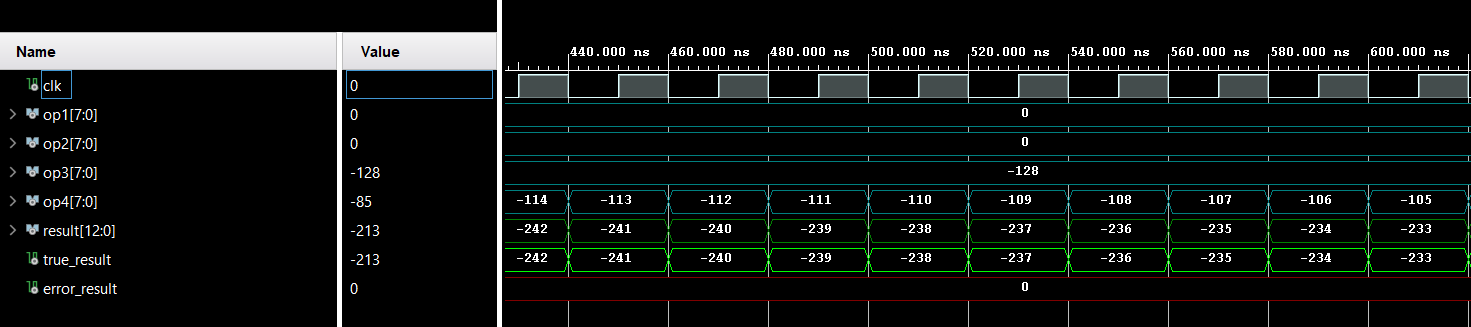 Name Value
440.000 ns 460.000 ns 480.000 ns 500.000 ns 520.000 ns 540.000 ns 560.000 ns 580.000 ns 600.000 ns
clk 0
op1[7:0] 0 0
op2[7:0] 0 0
op3[7:0] -128 -128
op4[7:0] -85 -114 -113 -112 -111 -110 -109 -108 -107 -106 -105
result[12:0] -213 -242 -241 -240 -239 -238 -237 -236 -235 -234 -233
true_result -213 -242 -241 -240 -239 -238 -237 -236 -235 -234 -233
error_result 0 0